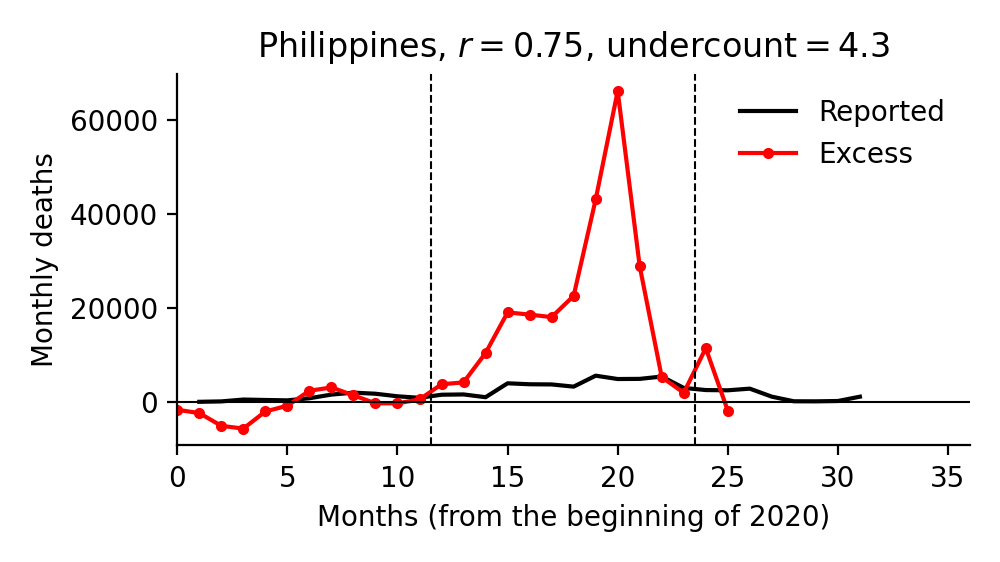 Philippines, r = 0.75, undercount = 4.3
Reported
Excess
60000
40000
20000
0
Monthly deaths
0 5 10 15 20 25 30 35
Months (from the beginning of 2020)